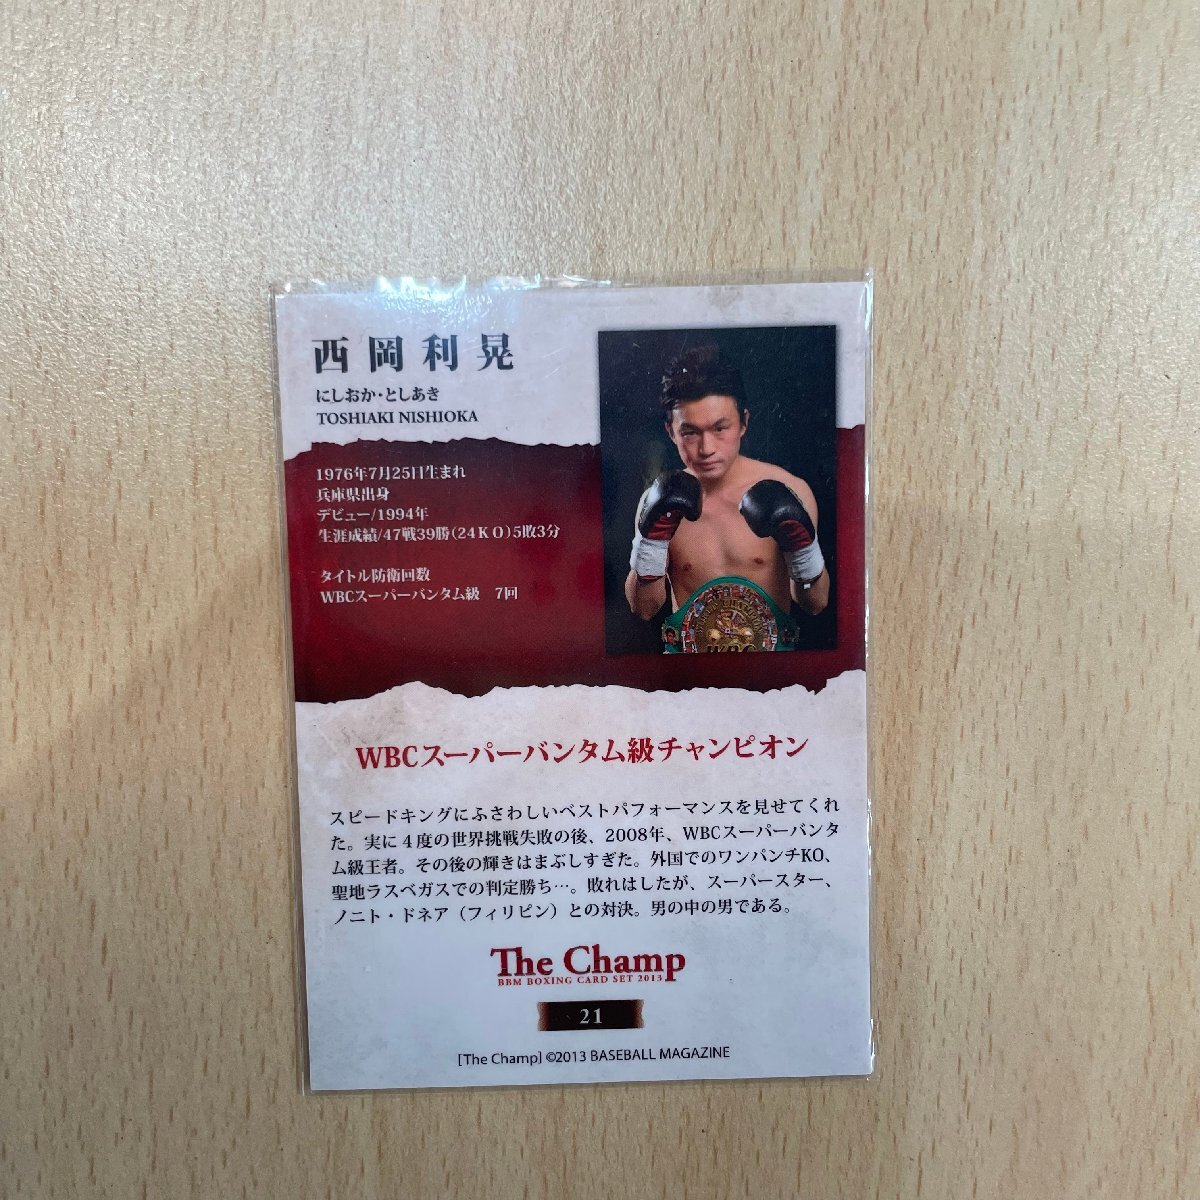 西岡利晃
にしおか・としあき
TOSHIAKI NISHIOKA
1976年7月25日生まれ
兵庫県出身
デビュー/1994年
生涯成績/47戦39勝(24KO)5敗3分
タイトル防衛回数
WBCスーパーバンタム級　7回
WBC
WBCスーパーバンタム級チャンピオン
スピードキングにふさわしいベストパフォーマンスを見せてくれ
た。実に４度の世界挑戦失敗の後、2008年、WBCスーパーバンタ
ム級王者。その後の輝きはまぶしすぎた。外国でのワンパンチKO、
聖地ラスベガスでの判定勝ち…。敗れはしたが、スーパースター、
ノニト・ドネア（フィリピン）との対決。男の中の男である。
The Champ
BBM BOXING CARD SET 2013
21
[The Champ] ©2013 BASEBALL MAGAZINE